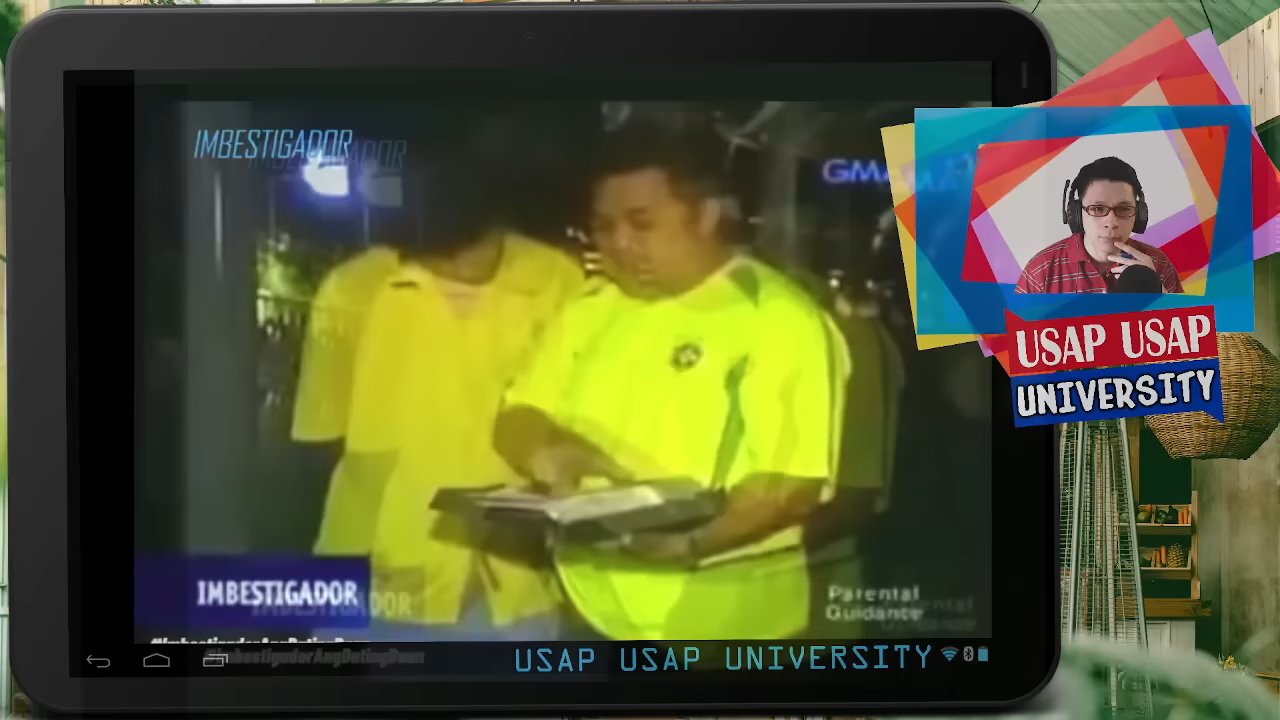 IMBESTIGADOR
GMA
USAP USAP
UNIVERSITY
IMBESTIGADOR
Parental
Guidance
USAP USAP UNIVERSITY